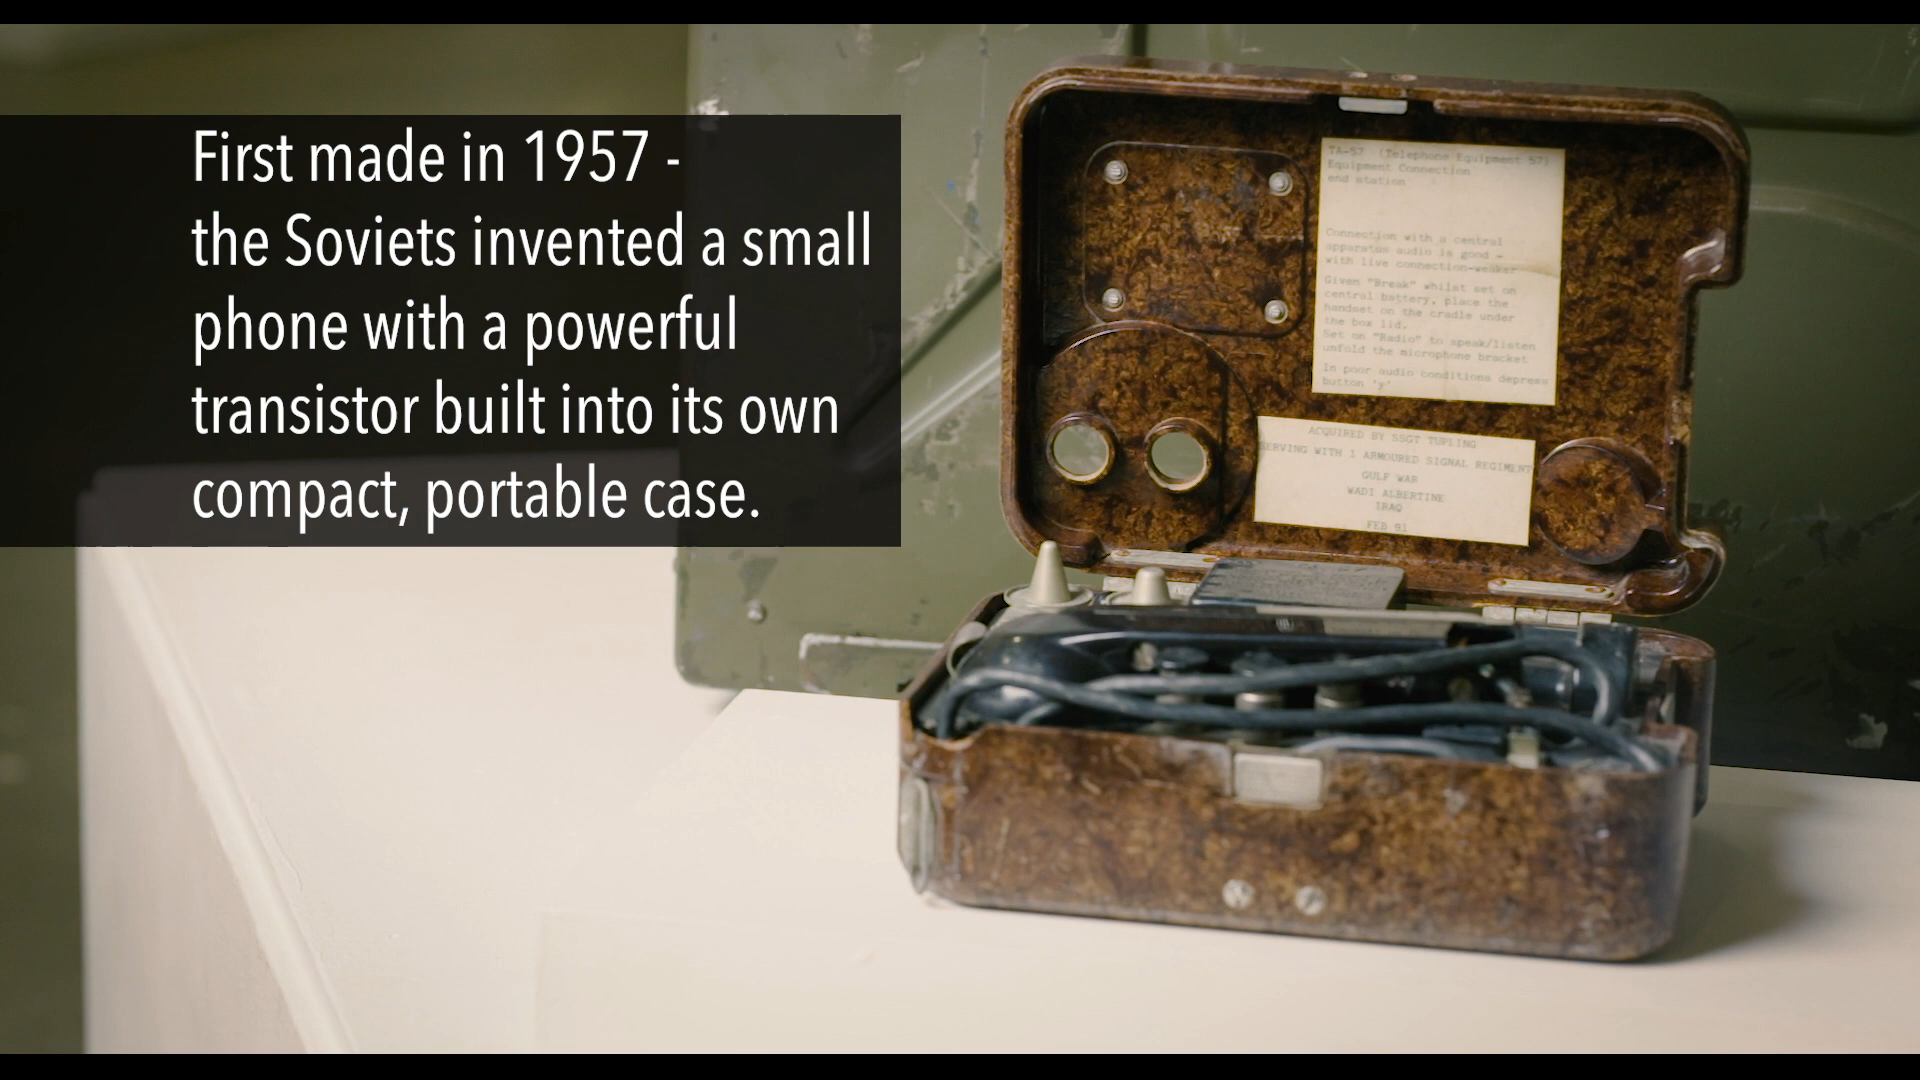 First made in 1957 -
the Soviets invented a small
phone with a powerful
transistor built into its own
compact, portable case.
TA-57 (Telephone Equipment 57)
Equipment Connection
end station
Connection with a central
apparatus audio is good -
with live connection-weaker
Given "Break" whilst set on
central battery, place the
handset on the cradle under
the box lid.
Set on "Radio" to speak/listen
unfold the microphone bracket
In poor audio conditions depress
button 'y'
ACQUIRED BY SSGT TUPLING
SERVING WITH 1 ARMOURED SIGNAL REGIMENT
GULF WAR
WADI ALBERTINE
IRAQ
FEB 91